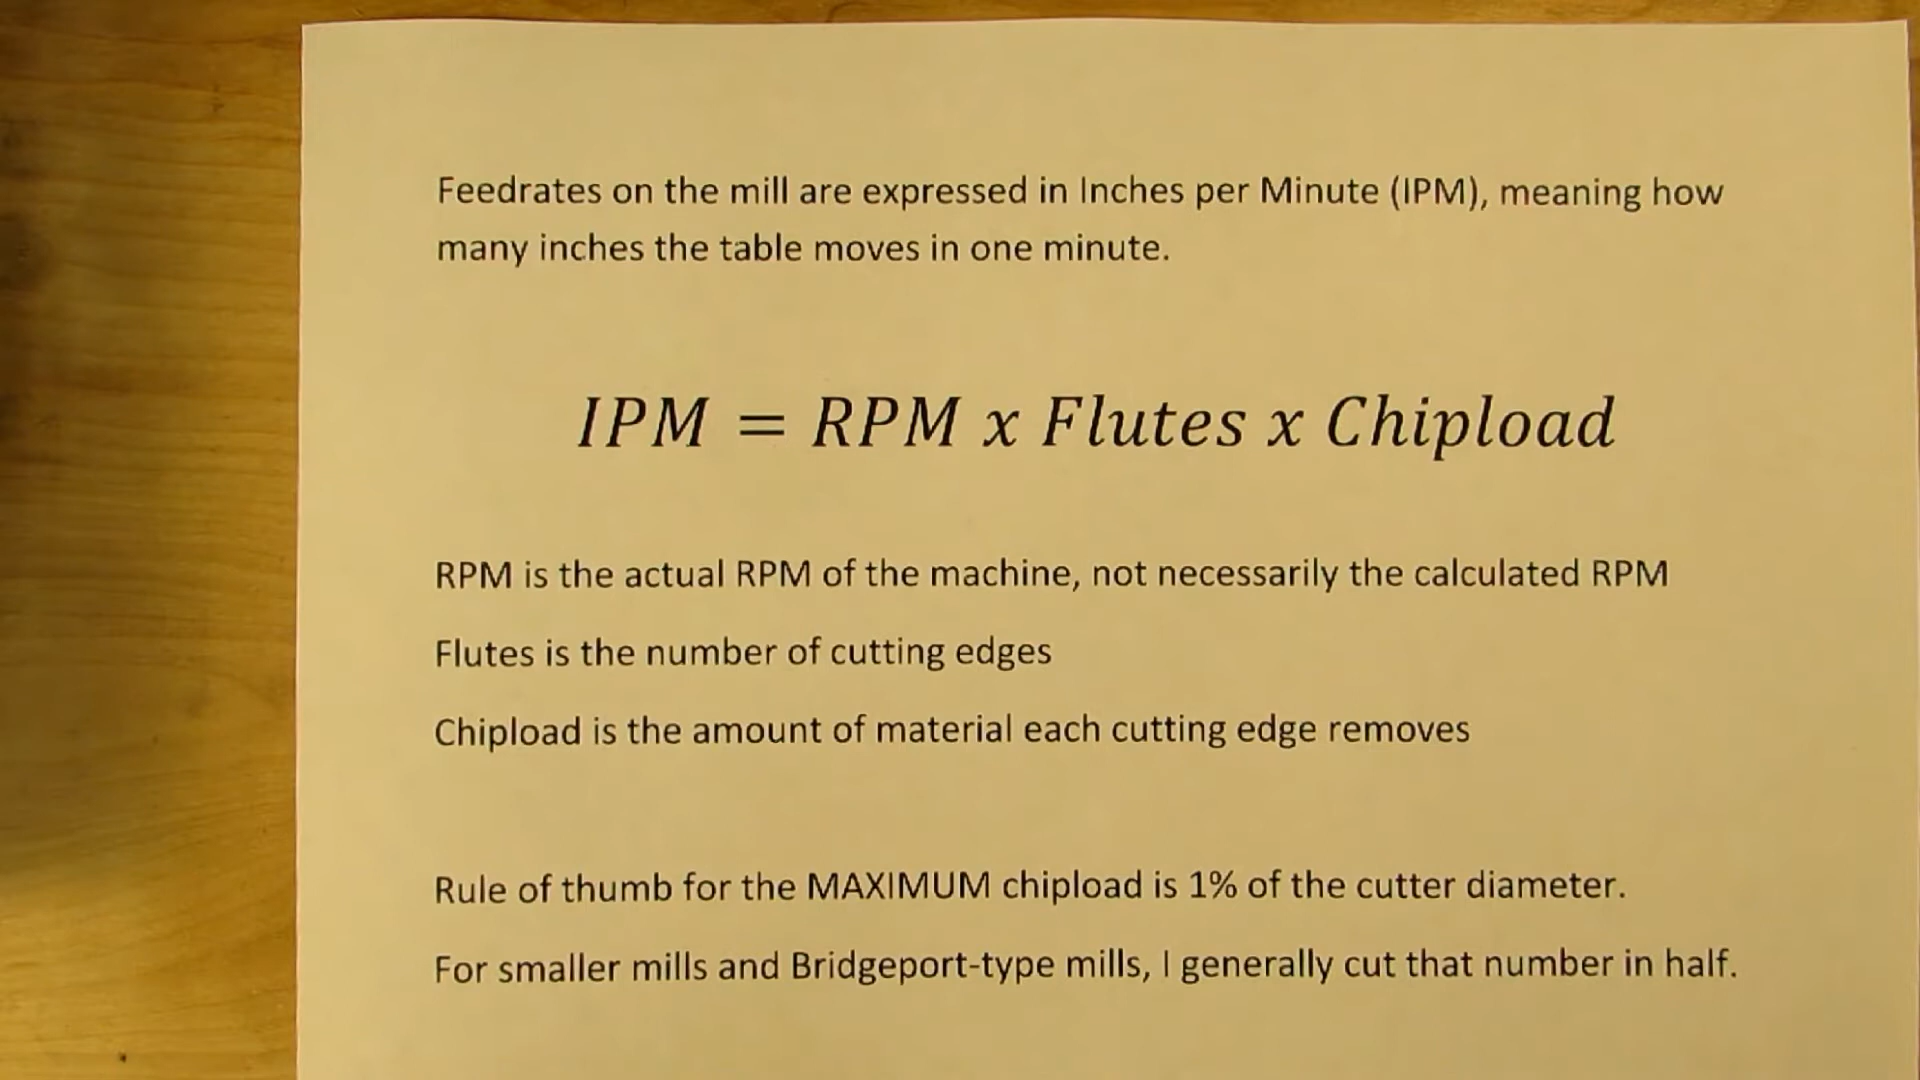 Feedrates on the mill are expressed in Inches per Minute (IPM), meaning how
many inches the table moves in one minute.
IPM = RPM x Flutes x Chipload
RPM is the actual RPM of the machine, not necessarily the calculated RPM
Flutes is the number of cutting edges
Chipload is the amount of material each cutting edge removes
Rule of thumb for the MAXIMUM chipload is 1% of the cutter diameter.
For smaller mills and Bridgeport-type mills, I generally cut that number in half.